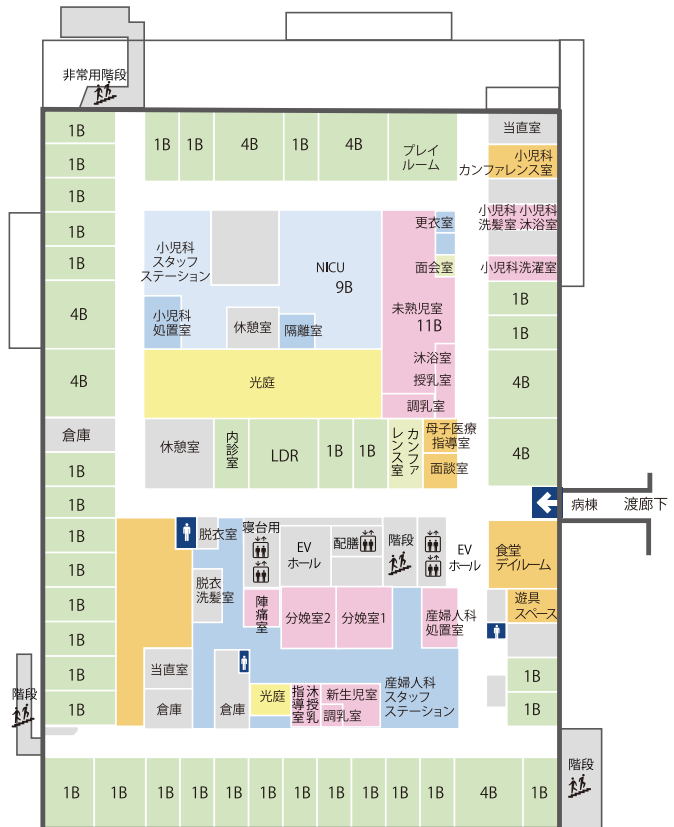 非常用階段
1B
1B
1B
1B
1B
4B
4B
倉庫
1B
1B
1B
1B
1B
1B
1B
1B
1B
1B
4B
1B
4B
プレイ
ルーム
当直室
小児科
カンファレンス室
小児科
洗髪室
小児科
沐浴室
小児科洗濯室
1B
1B
4B
4B
小児科
スタッフ
ステーション
NICU
9B
更衣室
面会室
未熟児室
11B
小児科
処置室
休憩室
隔離室
沐浴室
授乳室
調乳室
光庭
休憩室
内診室
LDR
1B
1B
カンファ
レンス室
母子医療
指導室
面談室
病棟
渡廊下
脱衣室
寝台用
EV
ホール
配膳
階段
EV
ホール
食堂
デイルーム
脱衣
洗髪室
陣痛室
分娩室2
分娩室1
産婦人科
処置室
遊具
スペース
当直室
倉庫
倉庫
光庭
沐授乳
指導室
新生児室
調乳室
産婦人科
スタッフ
ステーション
1B
1B
階段
階段
1B
1B
1B
1B
1B
1B
1B
1B
1B
1B
1B
4B
1B